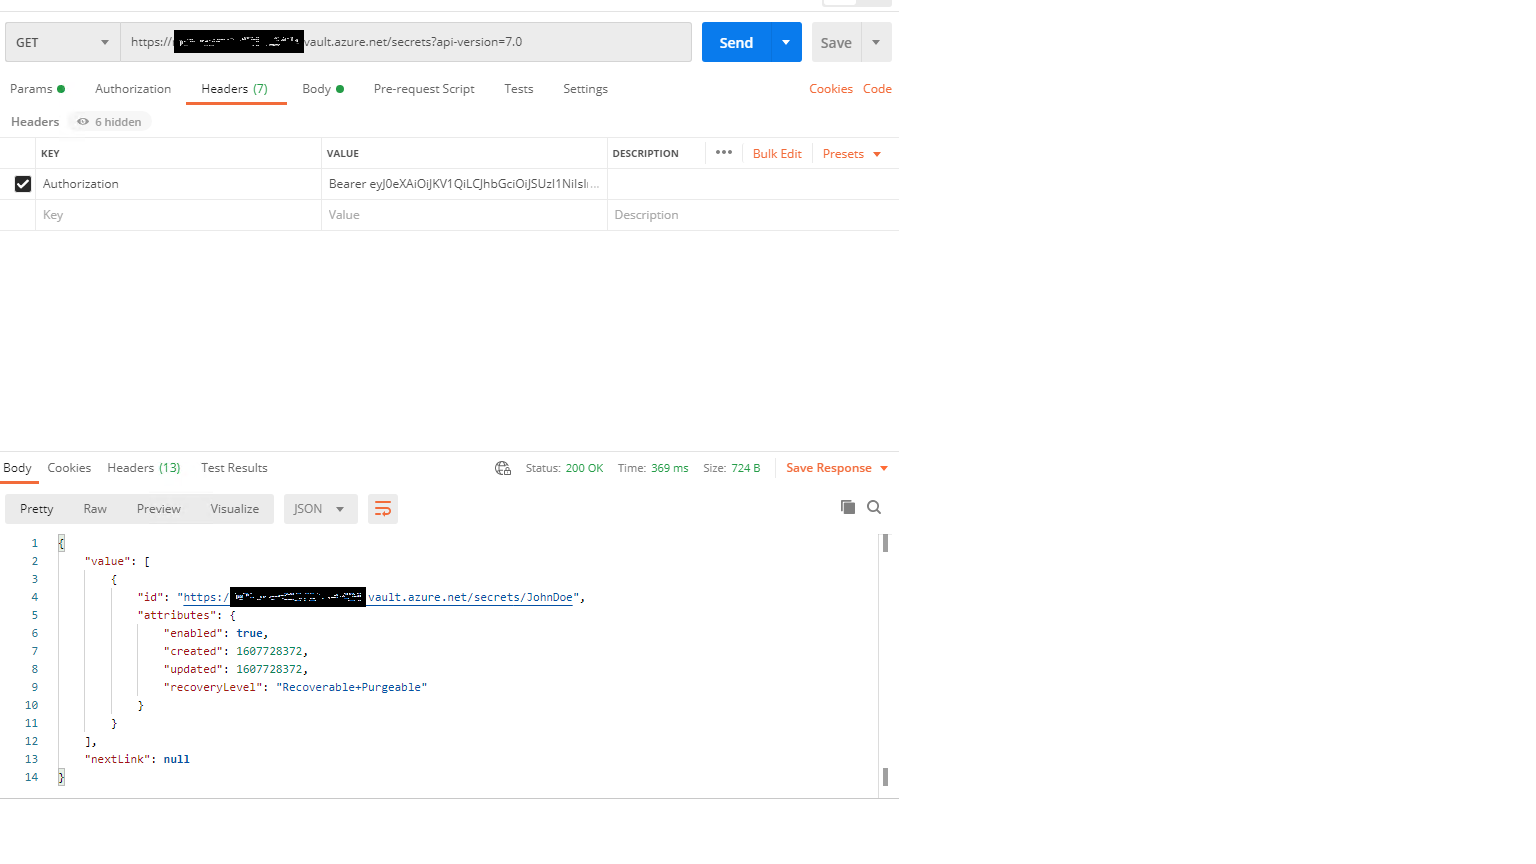 GET https:// vault.azure.net/secrets?api-version=7.0 Send Save
Params Authorization Headers (7) Body Pre-request Script Tests Settings Cookies Code
Headers 6 hidden
KEY VALUE DESCRIPTION ••• Bulk Edit Presets
Authorization Bearer eyJ0eXAiOiJKV1QiLCJhbGciOiJSUzI1NiIsI...
Key Value Description
Body Cookies Headers (13) Test Results Status: 200 OK Time: 369 ms Size: 724 B Save Response
Pretty Raw Preview Visualize JSON
1 {
2 "value": [
3 {
4 "id": "https:/ vault.azure.net/secrets/JohnDoe",
5 "attributes": {
6 "enabled": true,
7 "created": 1607728372,
8 "updated": 1607728372,
9 "recoveryLevel": "Recoverable+Purgeable"
10 }
11 }
12 ],
13 "nextLink": null
14 }